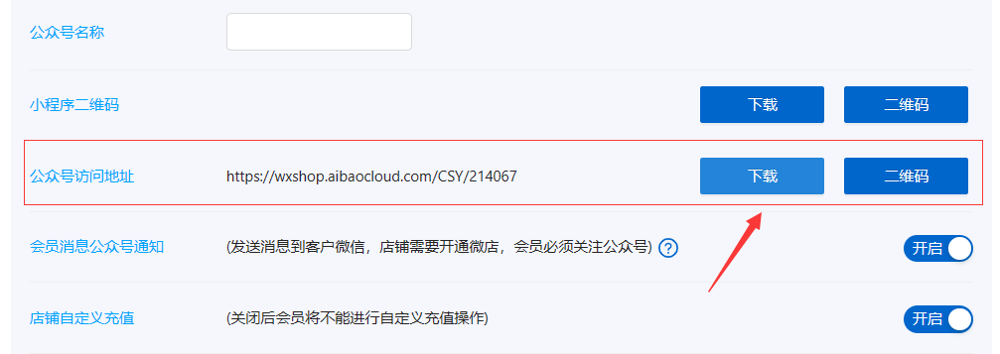 公众号名称
小程序二维码 下载 二维码
公众号访问地址 https://wxshop.aibaocloud.com/CSY/214067 下载 二维码
会员消息公众号通知 (发送消息到客户微信，店铺需要开通微店，会员必须关注公众号) ? 开启
店铺自定义充值 (关闭后会员将不能进行自定义充值操作) 开启